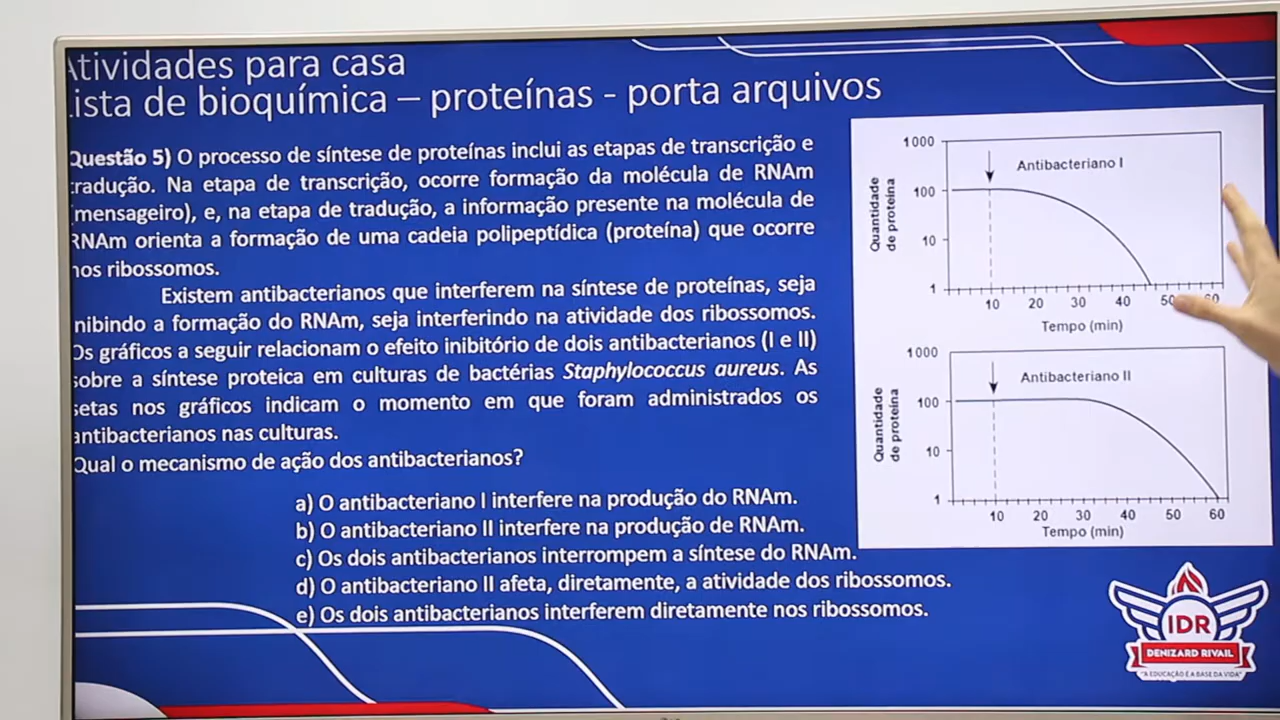 Atividades para casa
Lista de bioquímica – proteínas - porta arquivos
Questão 5) O processo de síntese de proteínas inclui as etapas de transcrição e
tradução. Na etapa de transcrição, ocorre formação da molécula de RNAm
(mensageiro), e, na etapa de tradução, a informação presente na molécula de
RNAm orienta a formação de uma cadeia polipeptídica (proteína) que ocorre
nos ribossomos.
Existem antibacterianos que interferem na síntese de proteínas, seja
inibindo a formação do RNAm, seja interferindo na atividade dos ribossomos.
Os gráficos a seguir relacionam o efeito inibitório de dois antibacterianos (I e II)
sobre a síntese proteica em culturas de bactérias Staphylococcus aureus. As
setas nos gráficos indicam o momento em que foram administrados os
antibacterianos nas culturas.
Qual o mecanismo de ação dos antibacterianos?
a) O antibacteriano I interfere na produção do RNAm.
b) O antibacteriano II interfere na produção de RNAm.
c) Os dois antibacterianos interrompem a síntese do RNAm.
d) O antibacteriano II afeta, diretamente, a atividade dos ribossomos.
e) Os dois antibacterianos interferem diretamente nos ribossomos.
Antibacteriano I
Quantidade
de proteína
1000
100
10
1
10 20 30 40 50 60
Tempo (min)
Antibacteriano II
Quantidade
de proteína
1000
100
10
1
10 20 30 40 50 60
Tempo (min)
IDR
DENIZARD RIVAIL
"A EDUCAÇÃO É A BASE DA VIDA"